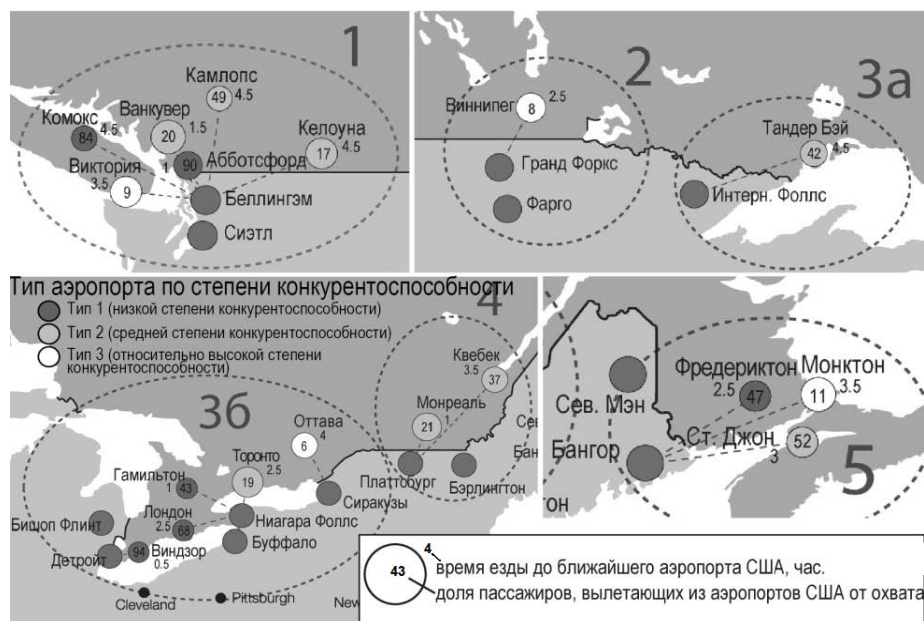 1
Камлопс
49 4.5
Ванкувер
20 1.5
Комокс
84 4.5
Келоуна
17 4.5
1 90 Абботсфорд
Виктория
3.5 9
Беллингэм
Сиэтл
2
Виннипег 8 2.5
Гранд Форкс
Фарго
3а
Тандер Бэй
42 4.5
Интерн. Фоллс
Тип аэропорта по степени конкурентоспособности
Тип 1 (низкой степени конкурентоспособности)
Тип 2 (средней степени конкурентоспособности)
Тип 3 (относительно высокой степени
конкурентоспособности)
4
Квебек
3.5 37
Монреаль
21 1
Платтсбург
Бэрлингтон
Сев
Бан
3б
Оттава
4
6
Торонто
2.5
19
Гамильтон
1 43
Лондон
2.5 68
Ниагара Фоллс
Сиракузы
Буффало
Бишоп Флинт
Детройт
94 Виндзор
0.5
Cleveland
Pittsburgh
New
5
Сев. Мэн
Фредериктон
2.5 47
Монктон
11 3.5
Бангор
Ст. Джон
3 52
он
4
43
время езды до ближайшего аэропорта США, час.
доля пассажиров, вылетающих из аэропортов США от охвата